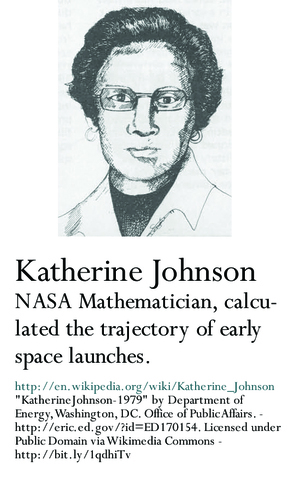 Katherine Johnson
NASA Mathematician, calcu-
lated the trajectory of early
space launches.
http://en.wikipedia.org/wiki/Katherine_Johnson
"KatherineJohnson-1979" by Department of
Energy, Washington, DC. Office of Public Affairs. -
http://eric.ed.gov/?id=ED170154. Licensed under
Public Domain via Wikimedia Commons -
http://bit.ly/1qdhiTv